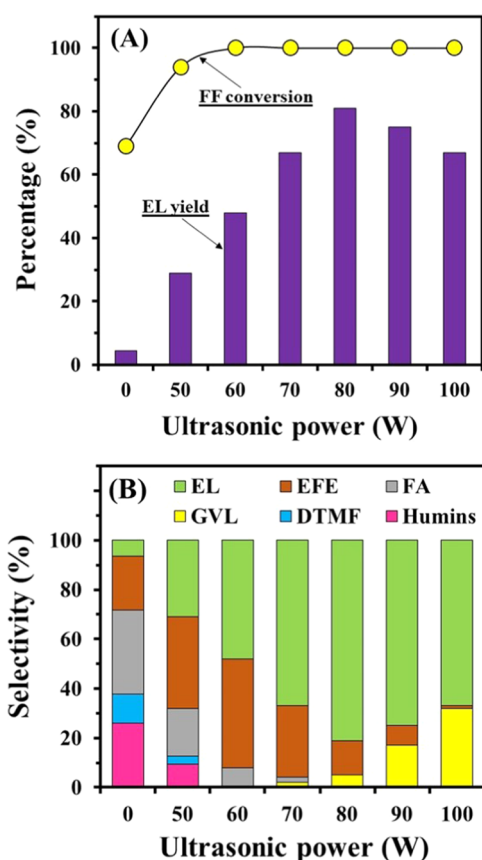 (A)
100
80
60
40
20
0
Percentage (%)
FF conversion
EL yield
0 50 60 70 80 90 100
Ultrasonic power (W)
(B)
EL EFE FA
GVL DTMF Humins
100
80
60
40
20
0
Selectivity (%)
0 50 60 70 80 90 100
Ultrasonic power (W)